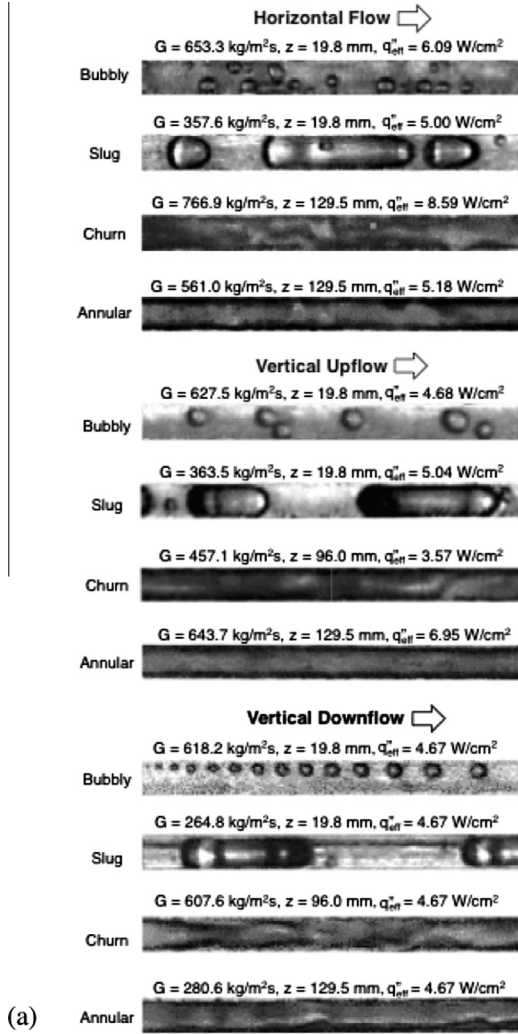 Horizontal Flow
G = 653.3 kg/m²s, z = 19.8 mm, q"eff = 6.09 W/cm²
Bubbly
G = 357.6 kg/m²s, z = 19.8 mm, q"eff = 5.00 W/cm²
Slug
G = 766.9 kg/m²s, z = 129.5 mm, q"eff = 8.59 W/cm²
Churn
G = 561.0 kg/m²s, z = 129.5 mm, q"eff = 5.18 W/cm²
Annular
Vertical Upflow
G = 627.5 kg/m²s, z = 19.8 mm, q"eff = 4.68 W/cm²
Bubbly
G = 363.5 kg/m²s, z = 19.8 mm, q"eff = 5.04 W/cm²
Slug
G = 457.1 kg/m²s, z = 96.0 mm, q"eff = 3.57 W/cm²
Churn
G = 643.7 kg/m²s, z = 129.5 mm, q"eff = 6.95 W/cm²
Annular
Vertical Downflow
G = 618.2 kg/m²s, z = 19.8 mm, q"eff = 4.67 W/cm²
Bubbly
G = 264.8 kg/m²s, z = 19.8 mm, q"eff = 4.67 W/cm²
Slug
G = 607.6 kg/m²s, z = 96.0 mm, q"eff = 4.67 W/cm²
Churn
G = 280.6 kg/m²s, z = 129.5 mm, q"eff = 4.67 W/cm²
Annular
(a)